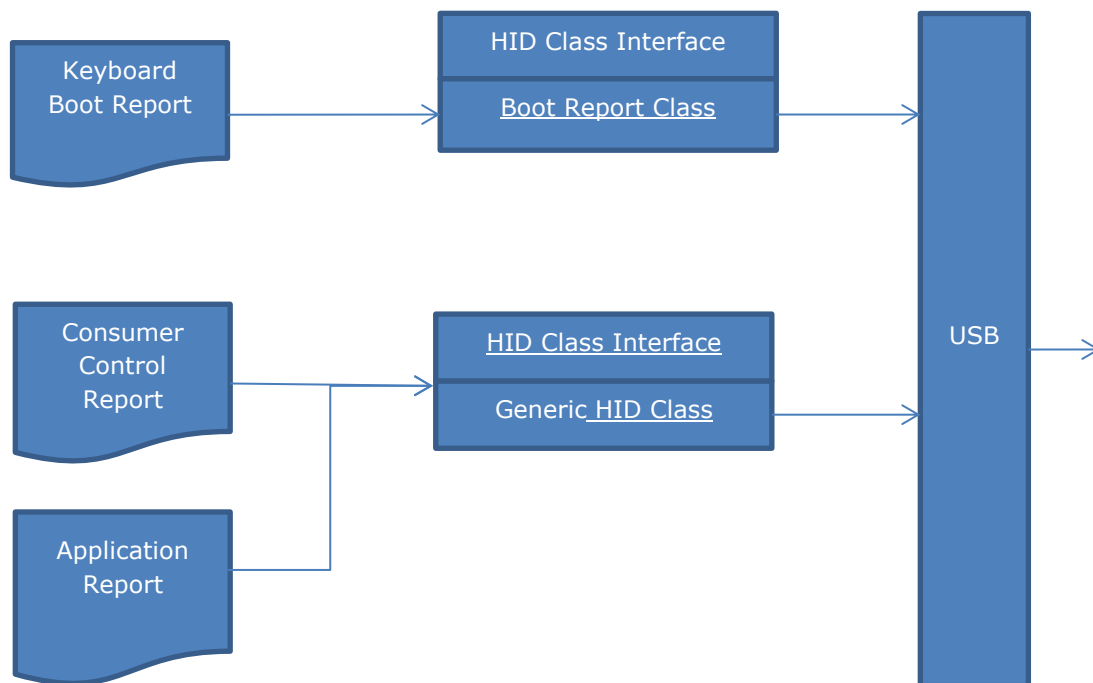 Keyboard
Boot Report
HID Class Interface
Boot Report Class
Consumer
Control
Report
HID Class Interface
Generic HID Class
Application
Report
USB